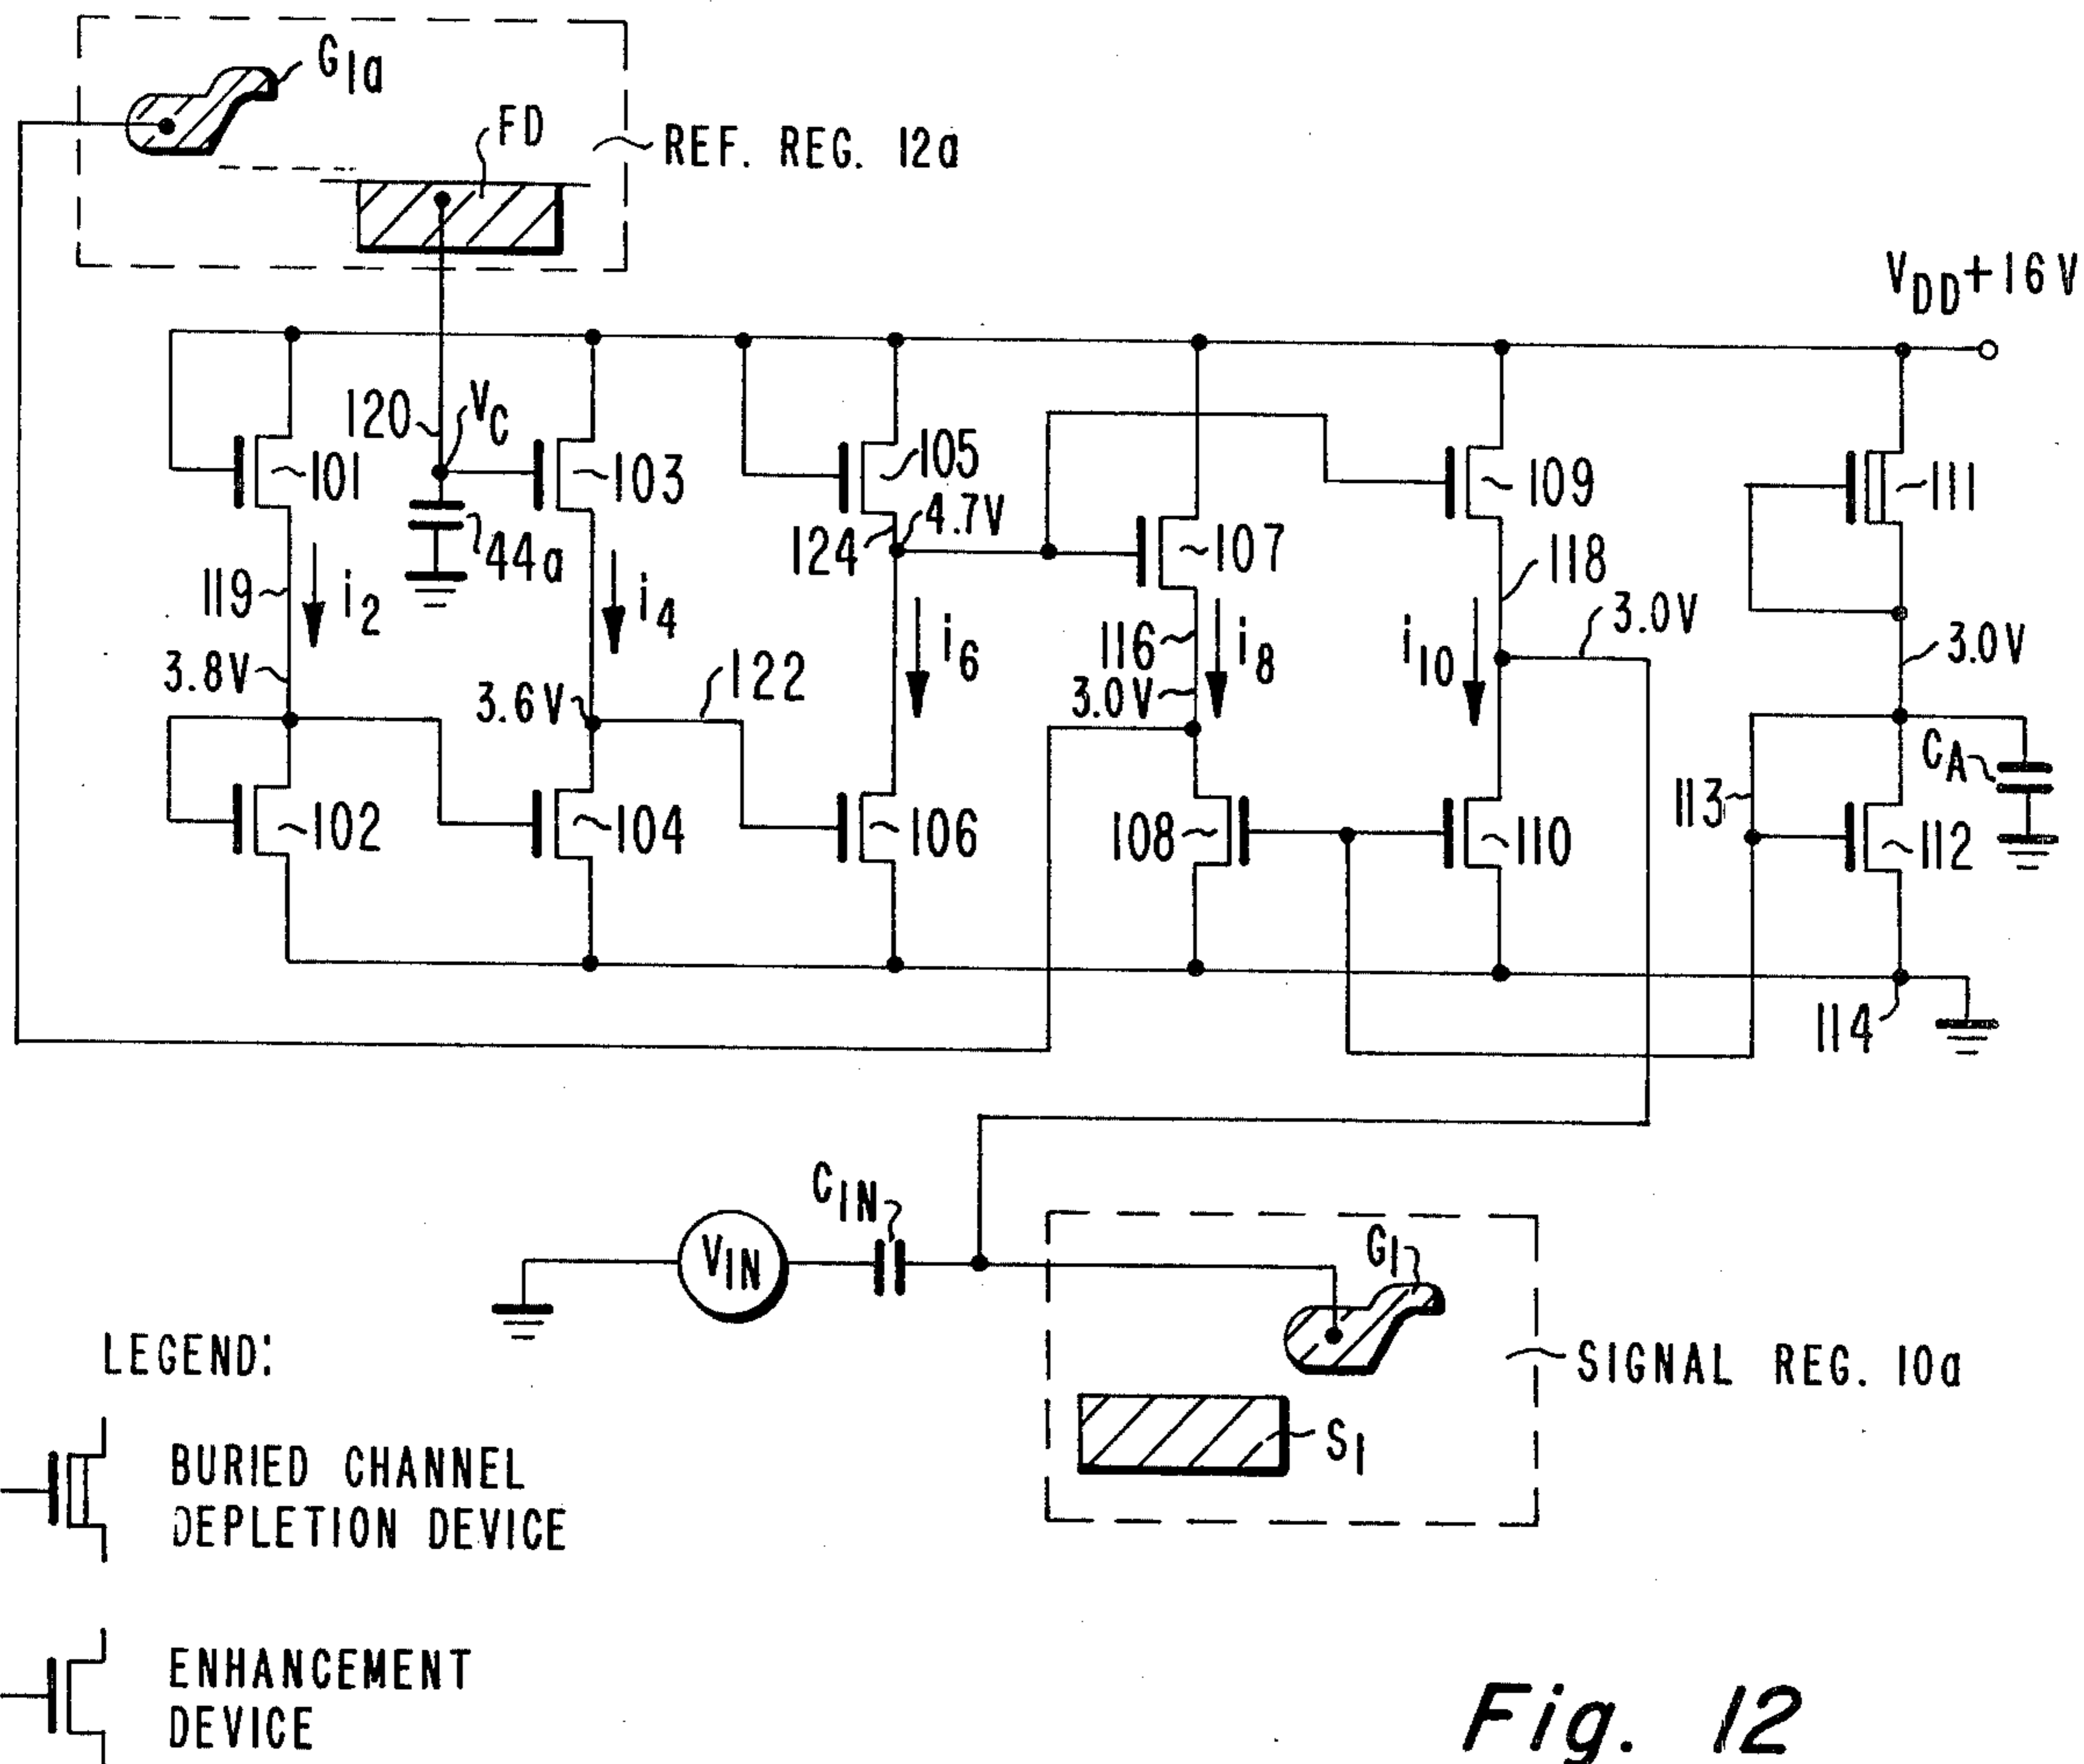 G1a
FD
REF. REG. 12a
VDD+16V
120
VC
101
103
105
109
111
4.7V
124
107
44a
118
119
i2
i4
i6
116
i8
i10
3.0V
3.0V
3.8V
3.6V
122
3.0V
CA
113
102
104
106
108
110
112
114
CIN
VIN
G1
SIGNAL REG. 10a
S1
LEGEND:
BURIED CHANNEL
DEPLETION DEVICE
ENHANCEMENT
DEVICE
Fig. 12